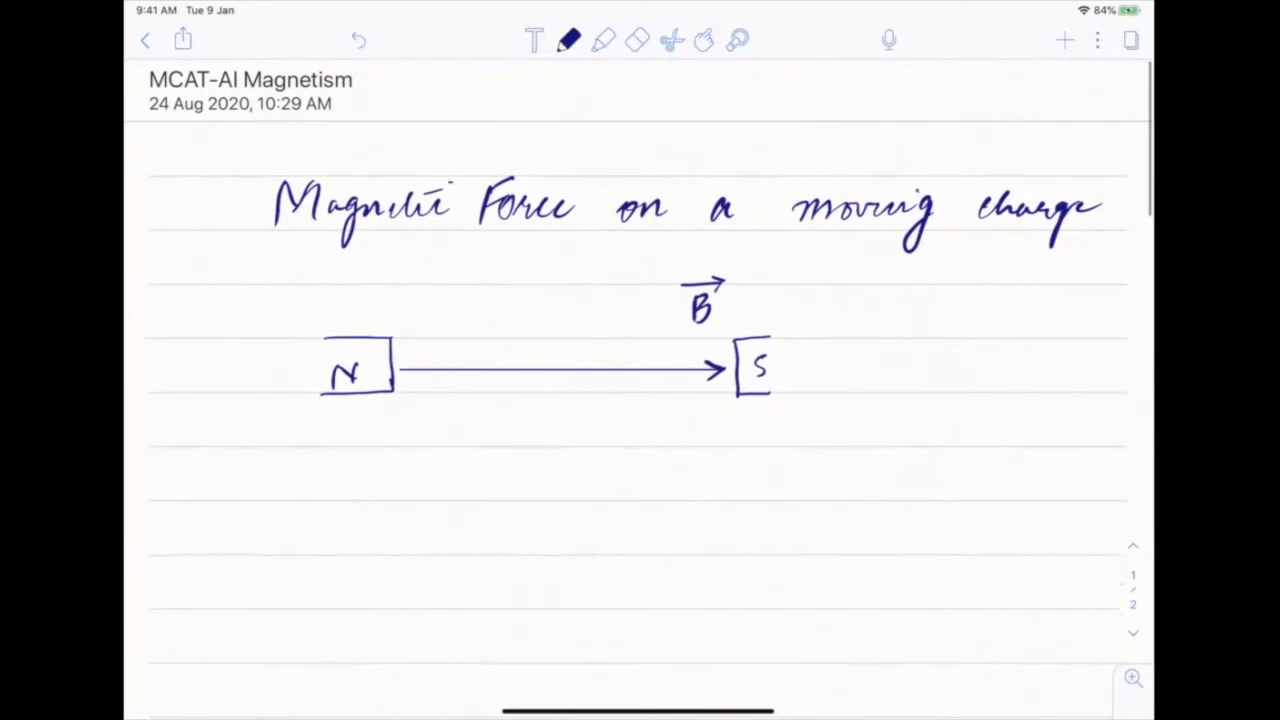 9:41 AM Tue 9 Jan
84%
T
MCAT-AI Magnetism
24 Aug 2020, 10:29 AM
Magnetic Force on a moving charge
B
N
S
1
/
2